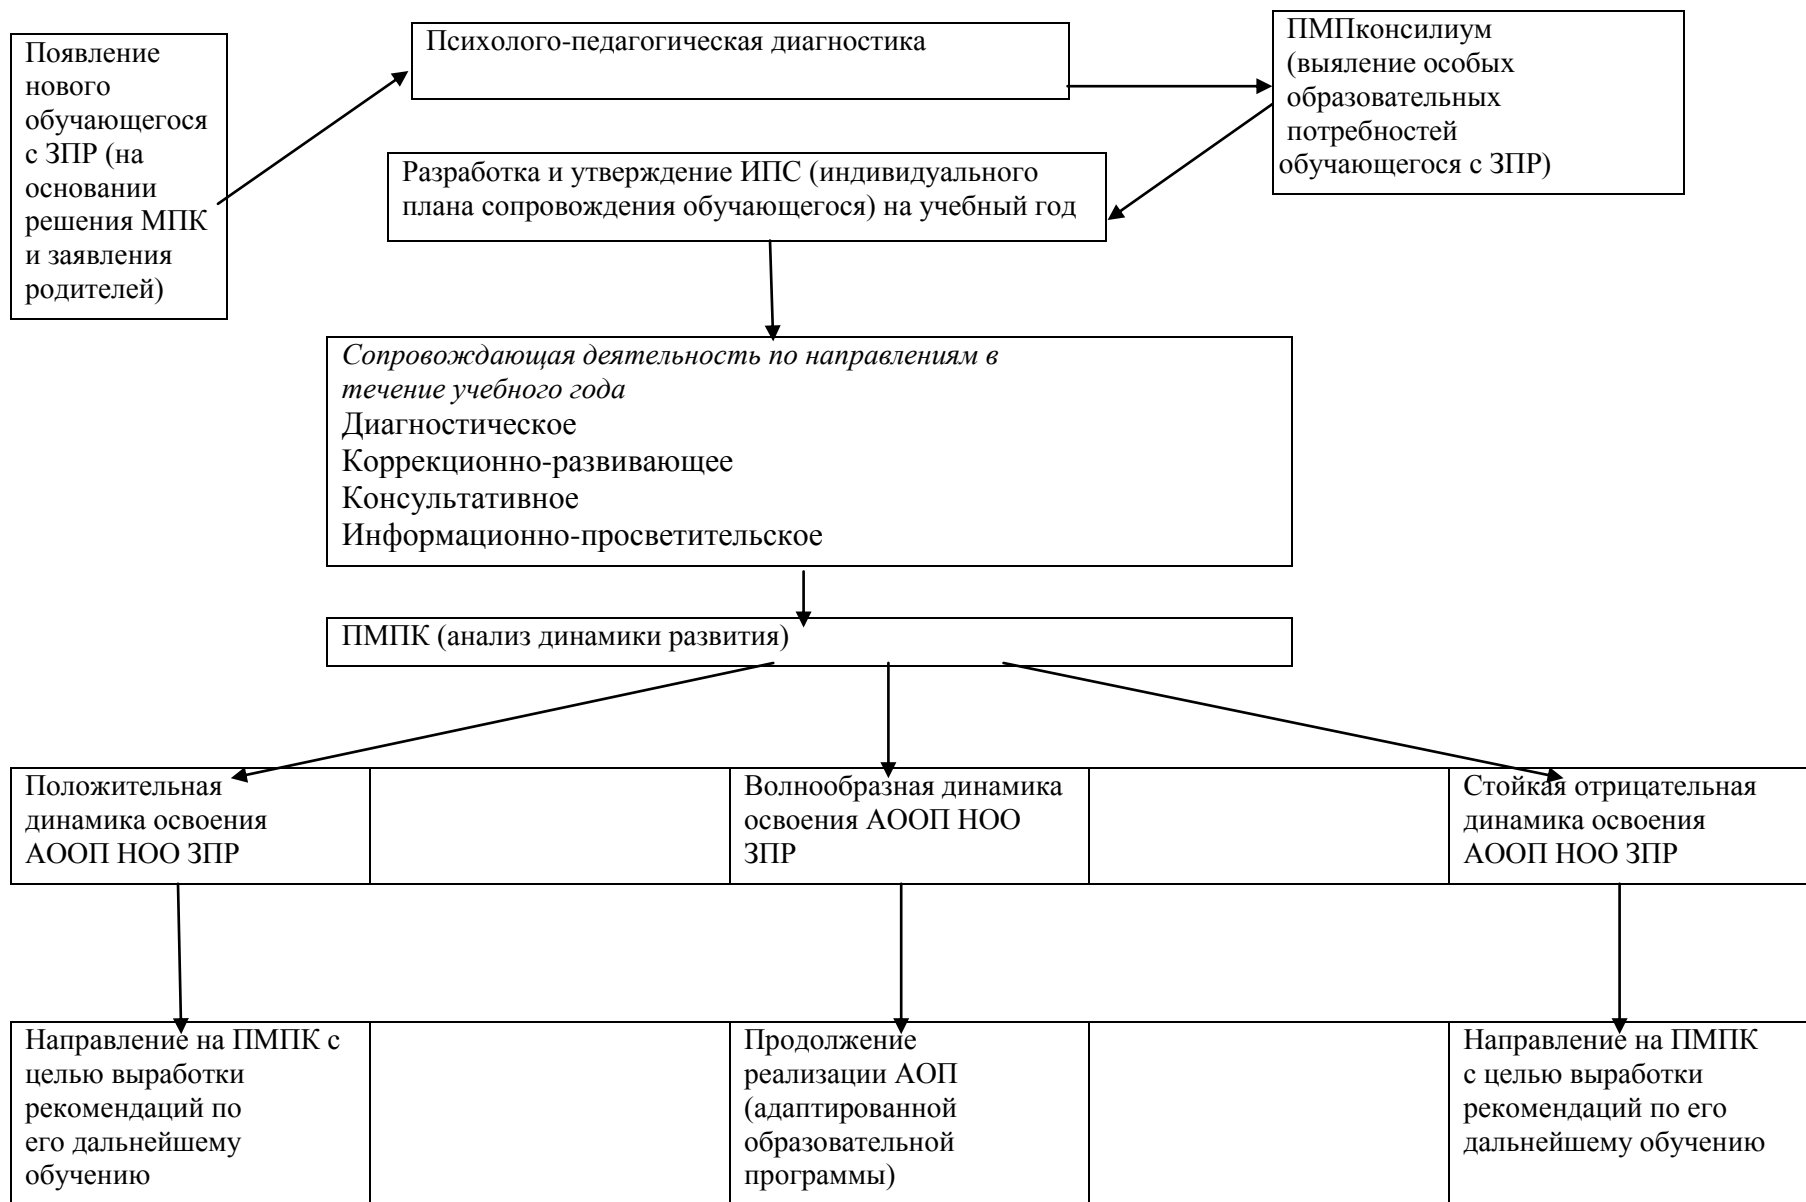 Появление
нового
обучающегося
с ЗПР (на
основании
решения МПК
и заявления
родителей)
Психолого-педагогическая диагностика
ПМПконсилиум
(выяление особых
образовательных
потребностей
обучающегося с ЗПР)
Разработка и утверждение ИПС (индивидуального
плана сопровождения обучающегося) на учебный год
Сопровождающая деятельность по направлениям в
течение учебного года
Диагностическое
Коррекционно-развивающее
Консультативное
Информационно-просветительское
ПМПК (анализ динамики развития)
Положительная
динамика освоения
АООП НОО ЗПР
Волнообразная динамика
освоения АООП НОО
ЗПР
Стойкая отрицательная
динамика освоения
АООП НОО ЗПР
Направление на ПМПК с
целью выработки
рекомендаций по
его дальнейшему
обучению
Продолжение
реализации АОП
(адаптированной
образовательной
программы)
Направление на ПМПК
с целью выработки
рекомендаций по его
дальнейшему обучению